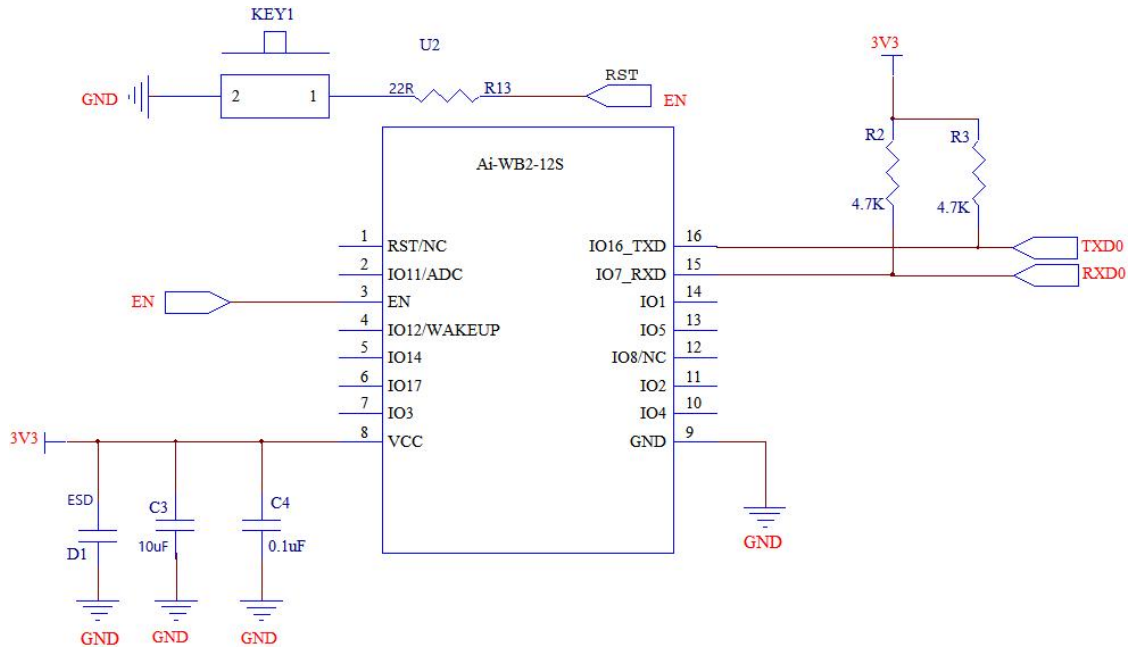 KEY1
U2
3V3
GND
2
1
22R
R13
RST
EN
R2
R3
4.7K
4.7K
Ai-WB2-12S
1
RST/NC
IO16_TXD
16
TXD0
2
IO11/ADC
IO7_RXD
15
RXD0
EN
3
EN
IO1
14
4
IO12/WAKEUP
IO5
13
5
IO14
IO8/NC
12
6
IO17
IO2
11
7
IO3
IO4
10
3V3
8
VCC
GND
9
ESD
D1
C3
10uF
C4
0.1uF
GND
GND
GND
GND